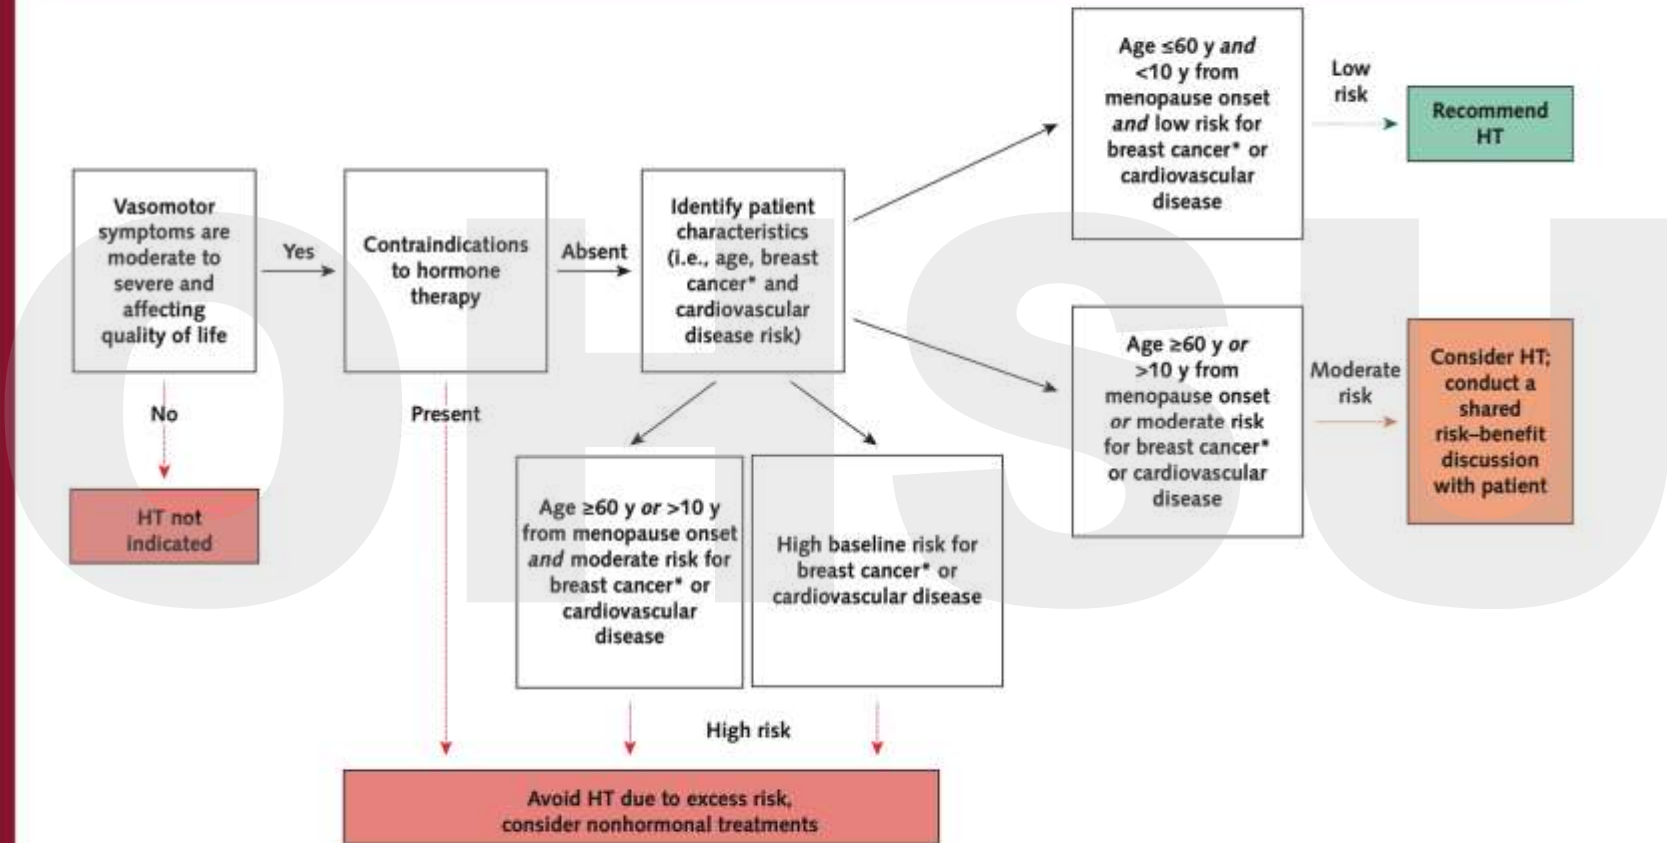 Vasomotor
symptoms are
moderate to
severe and
affecting
quality of life
Yes
No
HT not
indicated
Contraindications
to hormone
therapy
Absent
Present
Identify patient
characteristics
(i.e., age, breast
cancer* and
cardiovascular
disease risk)
Age ≤60 y and
<10 y from
menopause onset
and low risk for
breast cancer* or
cardiovascular
disease
Low
risk
Recommend
HT
Age ≥60 y or
>10 y from
menopause onset
or moderate risk
for breast cancer*
or cardiovascular
disease
Moderate
risk
Consider HT;
conduct a
shared
risk–benefit
discussion
with patient
Age ≥60 y or >10 y
from menopause onset
and moderate risk for
breast cancer* or
cardiovascular
disease
High baseline risk for
breast cancer* or
cardiovascular disease
High risk
Avoid HT due to excess risk,
consider nonhormonal treatments
OHSU